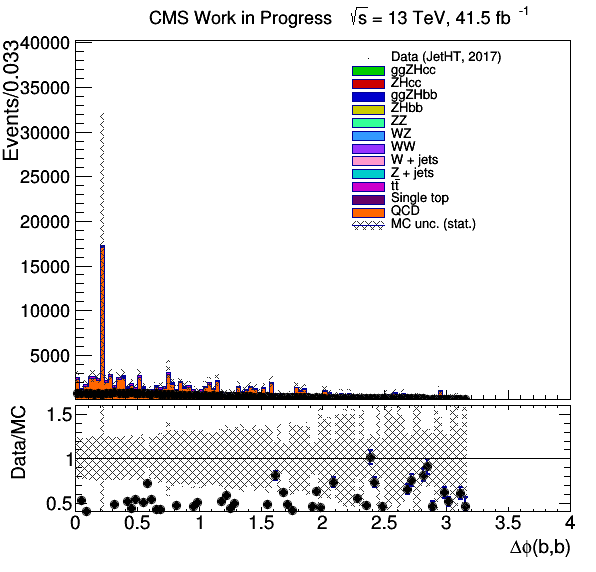 CMS Work in Progress √s = 13 TeV, 41.5 fb⁻¹
Events/0.033
40000
35000
30000
25000
20000
15000
10000
5000
Data (JetHT, 2017)
ggZHcc
ZHcc
ggZHbb
ZHbb
ZZ
WZ
WW
W + jets
Z + jets
tt̄
Single top
QCD
MC unc. (stat.)
Data/MC
1.5
1
0.5
0 0.5 1 1.5 2 2.5 3 3.5 4
Δϕ(b,b)